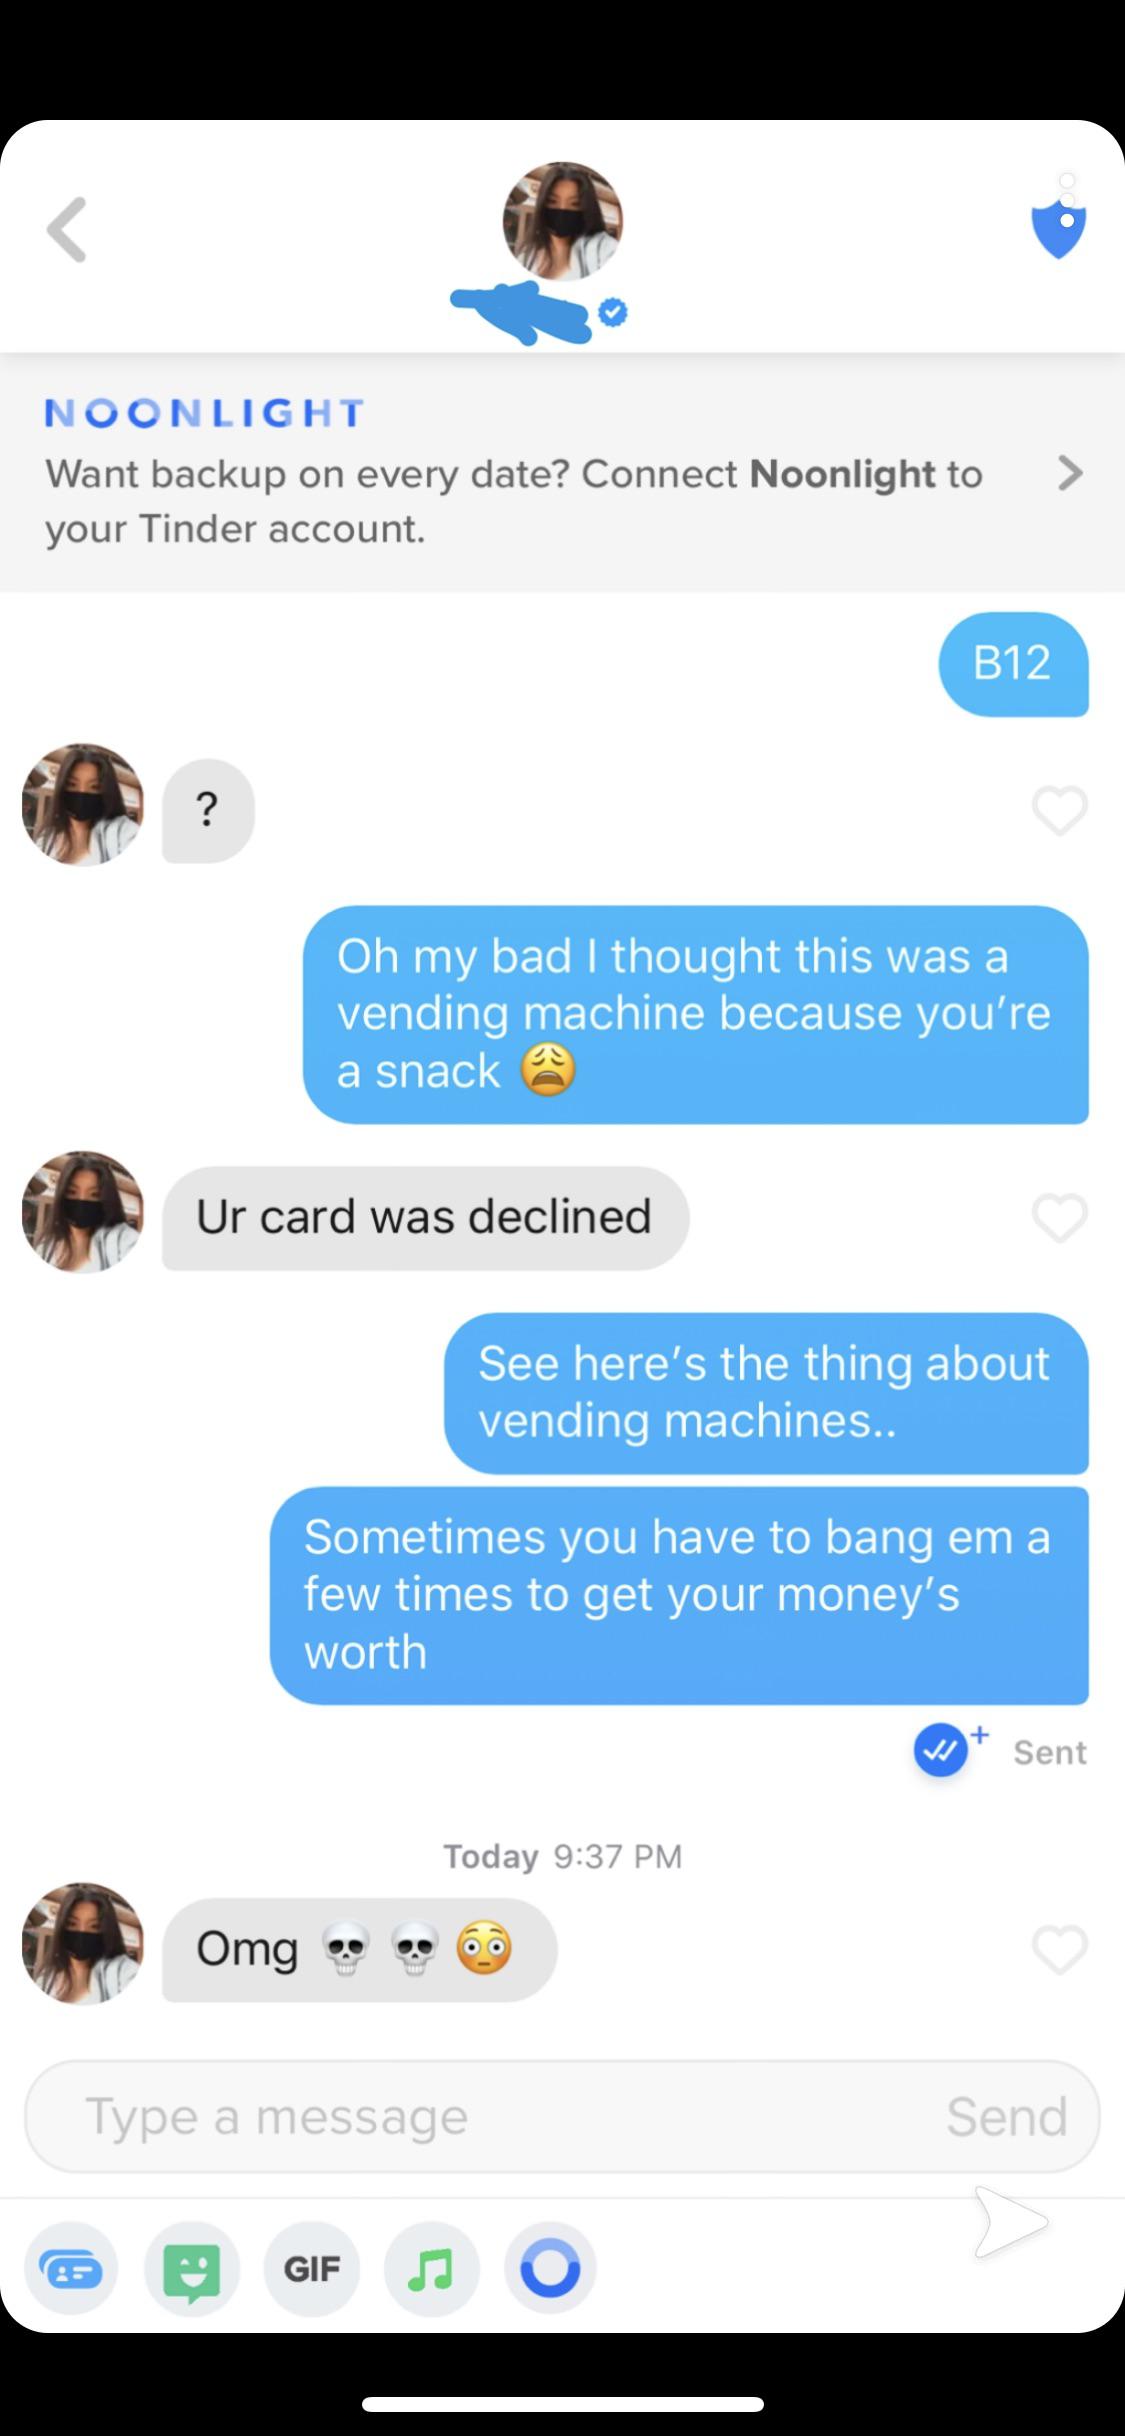 NOONLIGHT
Want backup on every date? Connect Noonlight to
your Tinder account.
B12
?
Oh my bad I thought this was a
vending machine because you’re
a snack 😩
Ur card was declined
See here’s the thing about
vending machines..
Sometimes you have to bang em a
few times to get your money’s
worth
Sent
Today 9:37 PM
Omg 💀 💀 😳
Type a message
Send
GIF